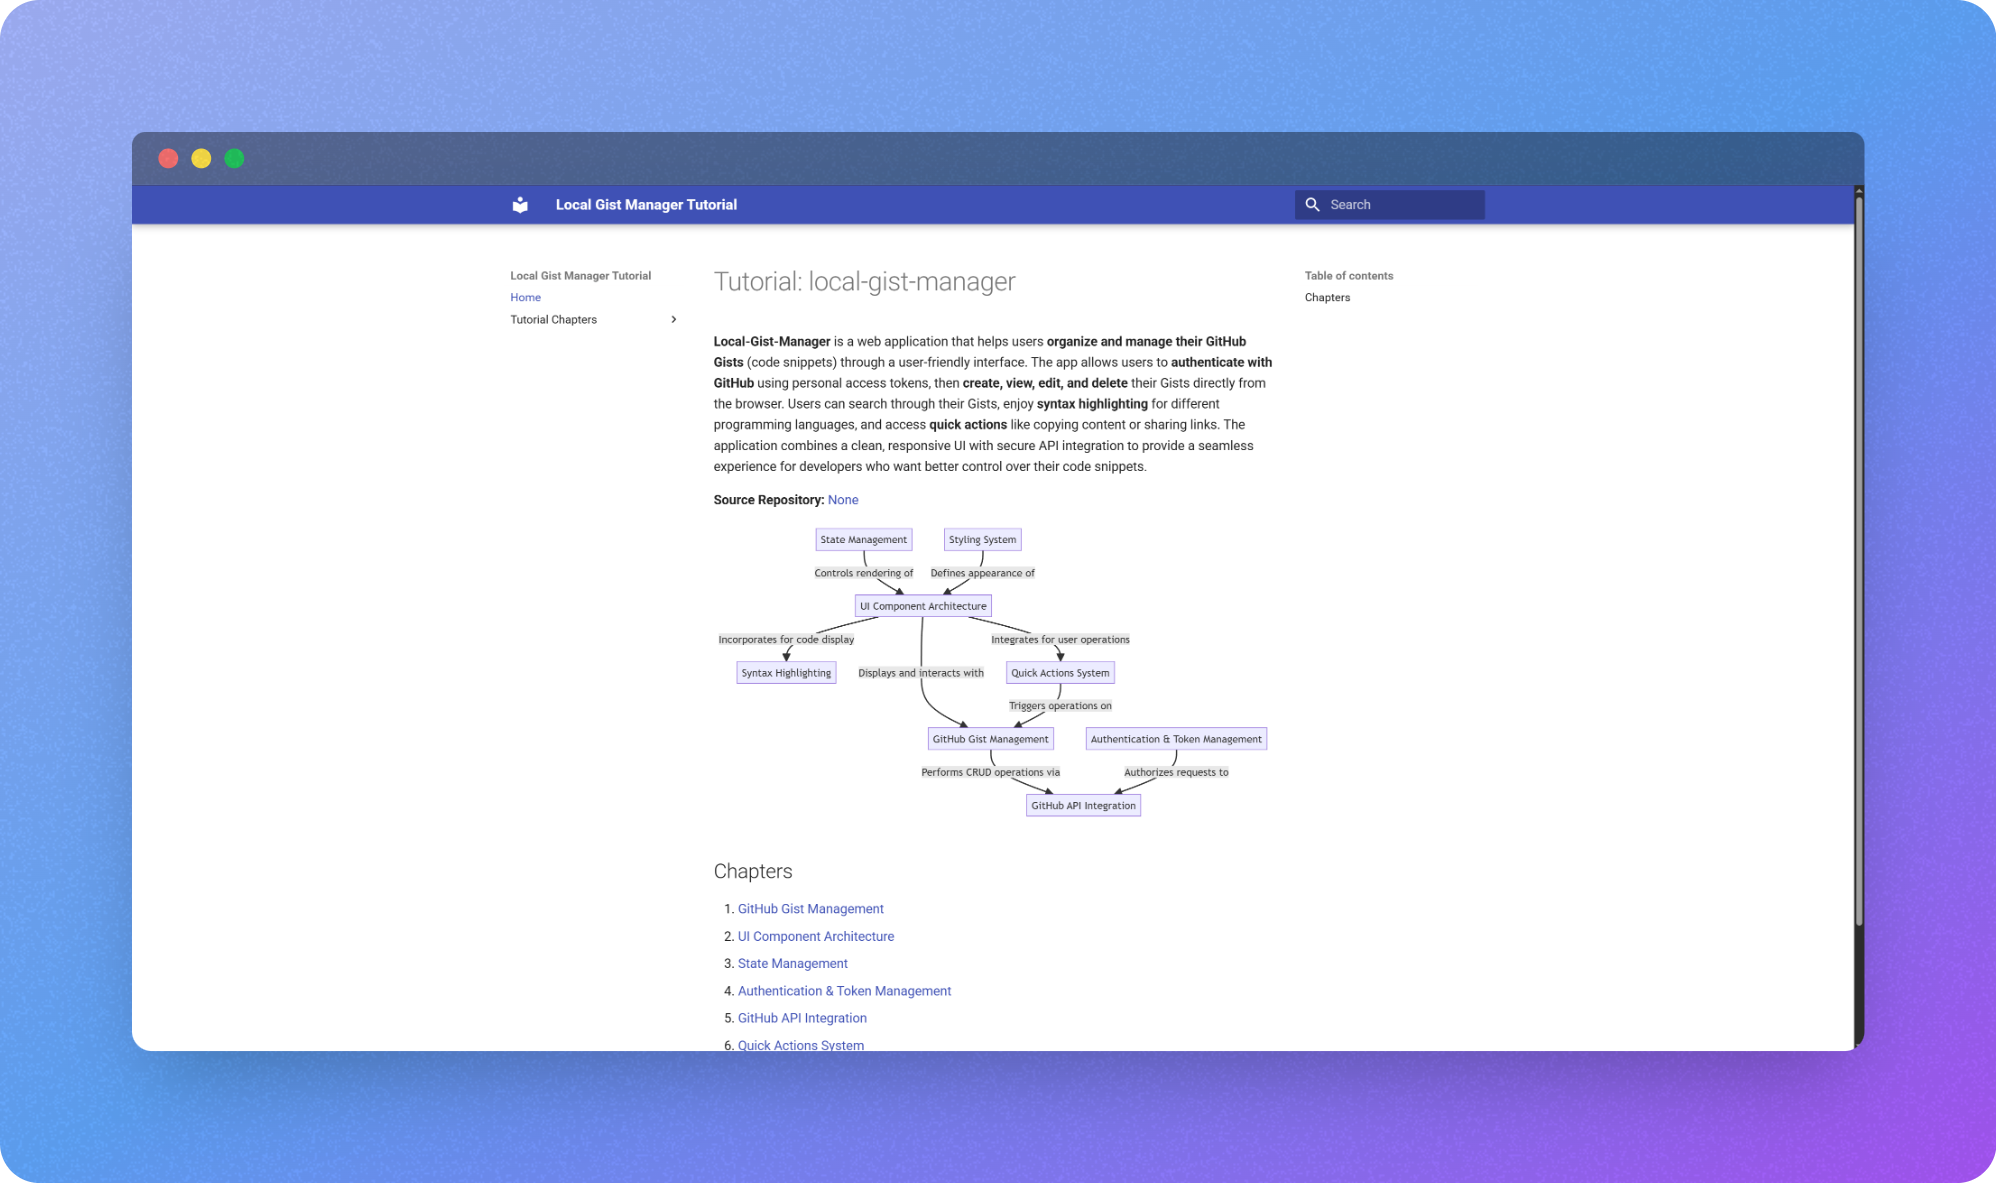 Local Gist Manager Tutorial
Search
Local Gist Manager Tutorial
Home
Tutorial Chapters
Tutorial: local-gist-manager
Local-Gist-Manager is a web application that helps users organize and manage their GitHub
Gists (code snippets) through a user-friendly interface. The app allows users to authenticate with
GitHub using personal access tokens, then create, view, edit, and delete their Gists directly from
the browser. Users can search through their Gists, enjoy syntax highlighting for different
programming languages, and access quick actions like copying content or sharing links. The
application combines a clean, responsive UI with secure API integration to provide a seamless
experience for developers who want better control over their code snippets.
Source Repository: None
State Management
Styling System
Controls rendering of
Defines appearance of
UI Component Architecture
Incorporates for code display
Integrates for user operations
Syntax Highlighting
Displays and interacts with
Quick Actions System
Triggers operations on
GitHub Gist Management
Authentication & Token Management
Performs CRUD operations via
Authorizes requests to
GitHub API Integration
Chapters
1. GitHub Gist Management
2. UI Component Architecture
3. State Management
4. Authentication & Token Management
5. GitHub API Integration
6. Quick Actions System
Table of contents
Chapters